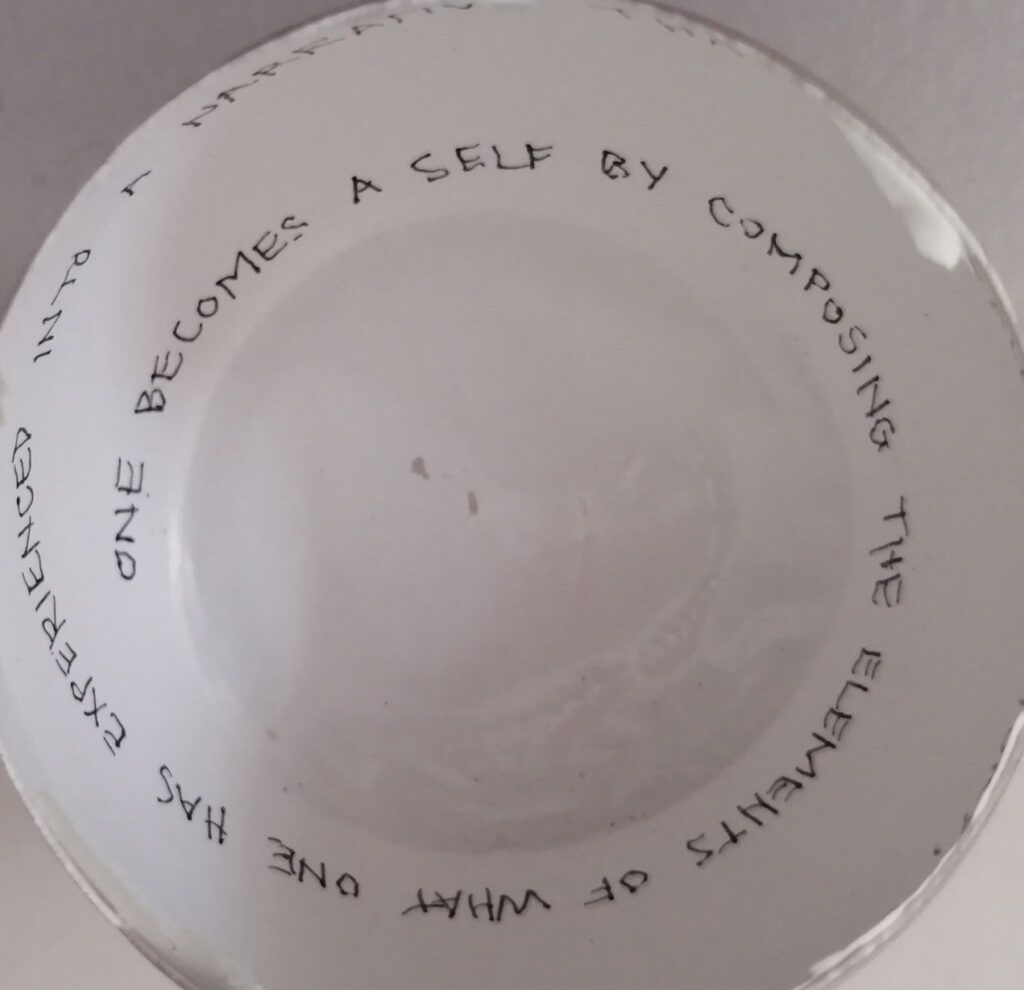 ONE BECOMES A SELF BY COMPOSING THE ELEMENTS OF WHAT ONE HAS EXPERIENCED INTO A